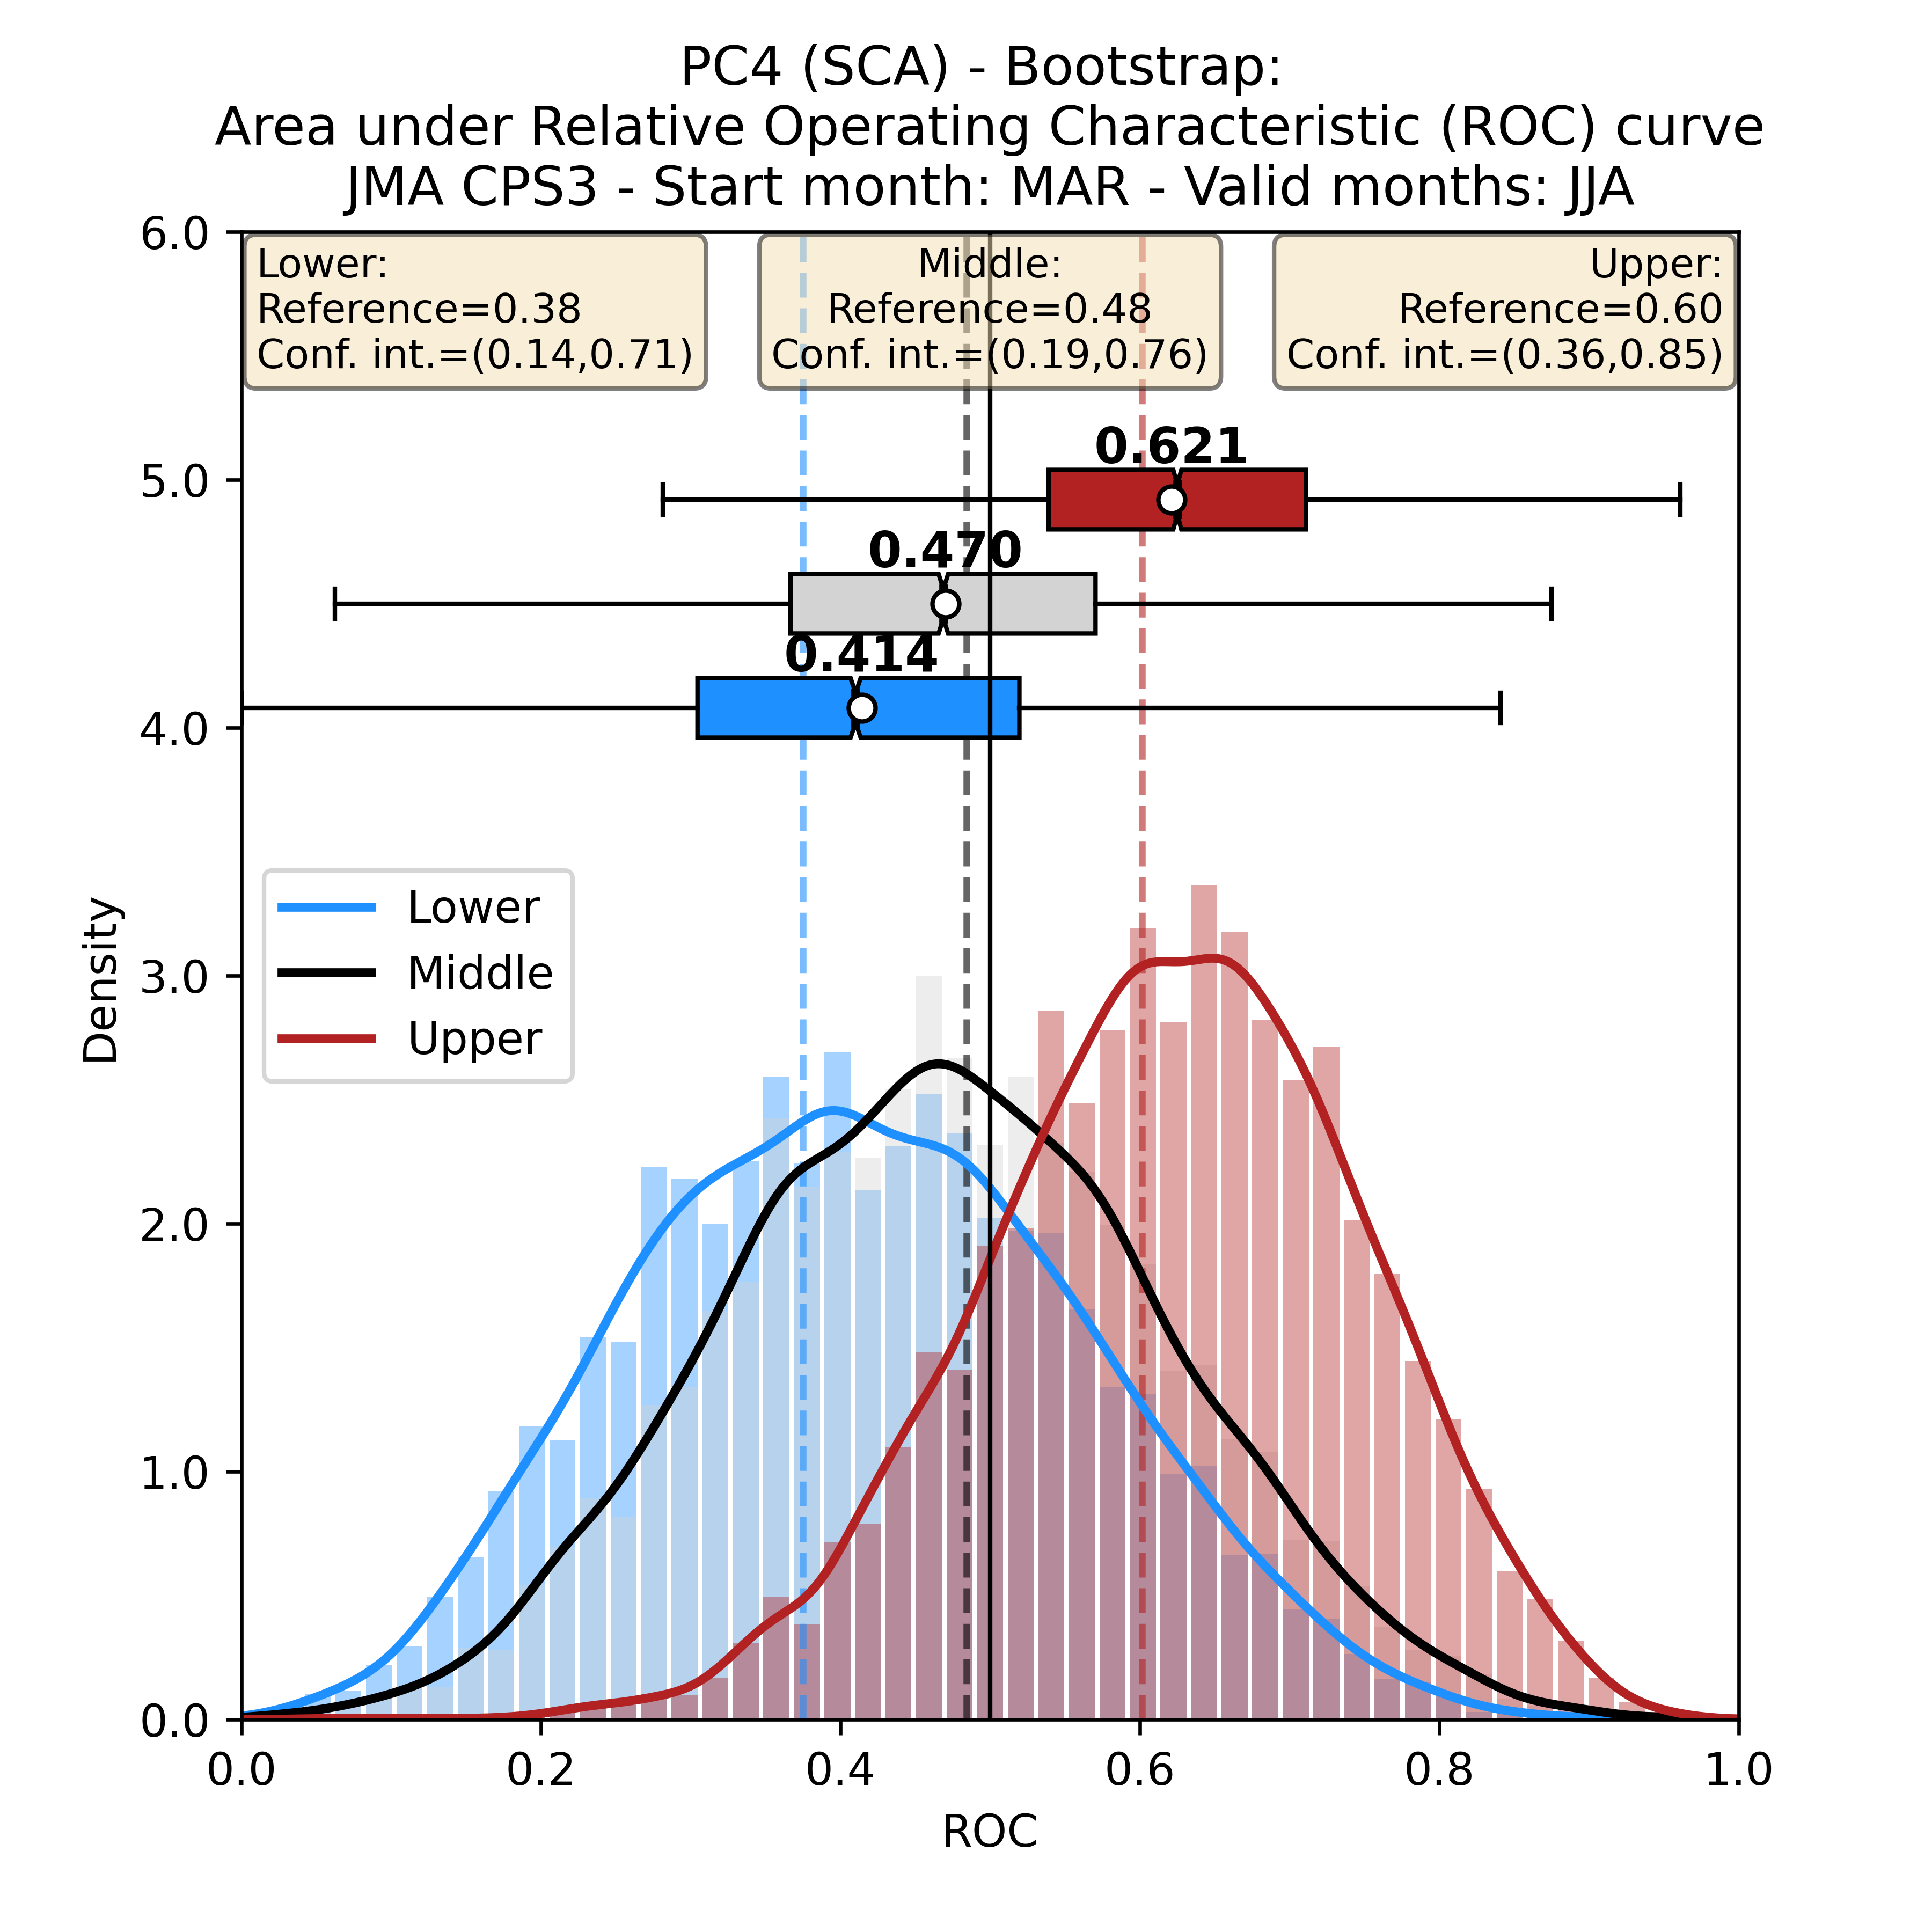 PC4 (SCA) - Bootstrap:
Area under Relative Operating Characteristic (ROC) curve
JMA CPS3 - Start month: MAR - Valid months: JJA
6.0
Lower:
Reference=0.38
Conf. int.=(0.14,0.71)
Middle:
Reference=0.48
Conf. int.=(0.19,0.76)
Upper:
Reference=0.60
Conf. int.=(0.36,0.85)
0.621
5.0
0.470
0.414
4.0
Lower
Middle
Upper
Density
3.0
2.0
1.0
0.0
0.0 0.2 0.4 0.6 0.8 1.0
ROC